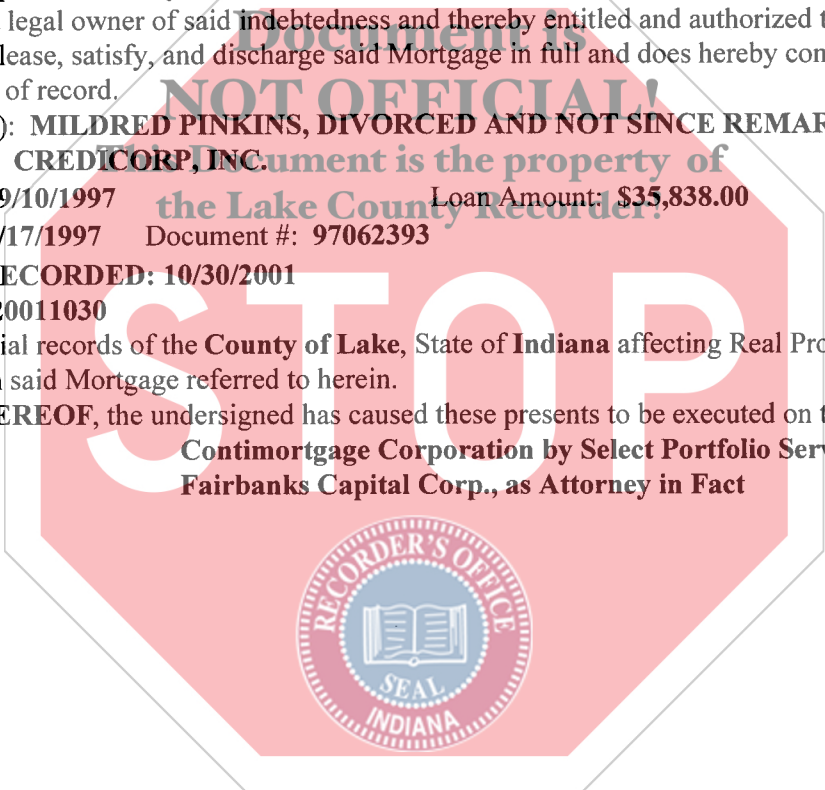 legal owner of said indebtedness and thereby entitled and authorized
Document is
lease, satisfy, and discharge said Mortgage in full and does hereby
of record.
NOT OFFICIAL!
): MILDRED PINKINS, DIVORCED AND NOT SINCE REMAR
CREDICORP, INC.
This Document is the property of
9/10/1997 Loan Amount: $35,838.00
the Lake County Recorder!
/17/1997 Document #: 97062393
ECORDED: 10/30/2001
20011030
STOP
ial records of the County of Lake, State of Indiana affecting Real Pro
said Mortgage referred to herein.
EREOF, the undersigned has caused these presents to be executed on
Contimortgage Corporation by Select Portfolio Ser
Fairbanks Capital Corp., as Attorney in Fact
RECORDER'S OFFICE
SEAL
INDIANA